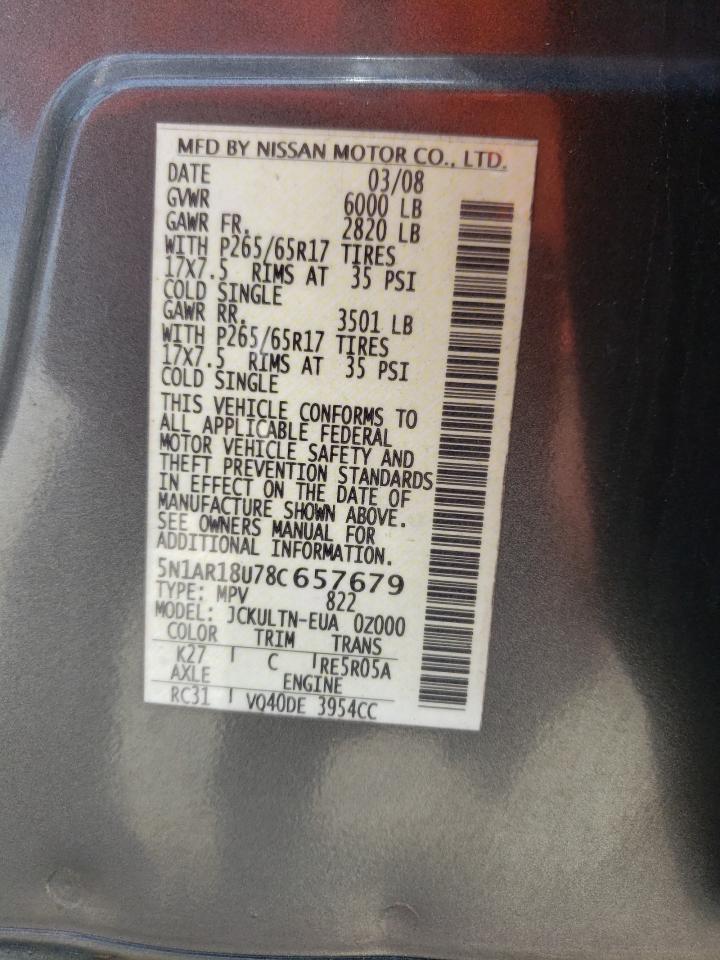 MFD BY NISSAN MOTOR CO., LTD.
DATE 03/08
GVWR 6000 LB
GAWR FR. 2820 LB
WITH P265/65R17 TIRES
17X7.5 RIMS AT 35 PSI
COLD SINGLE
GAWR RR. 3501 LB
WITH P265/65R17 TIRES
17X7.5 RIMS AT 35 PSI
COLD SINGLE
THIS VEHICLE CONFORMS TO
ALL APPLICABLE FEDERAL
MOTOR VEHICLE SAFETY AND
THEFT PREVENTION STANDARDS
IN EFFECT ON THE DATE OF
MANUFACTURE SHOWN ABOVE.
SEE OWNERS MANUAL FOR
ADDITIONAL INFORMATION.
5N1AR18U78C657679
TYPE: MPV 822
MODEL: JCKULTN-EUA 0Z000
COLOR TRIM TRANS
K27 C RE5R05A
AXLE ENGINE
RC31 VQ40DE 3954CC